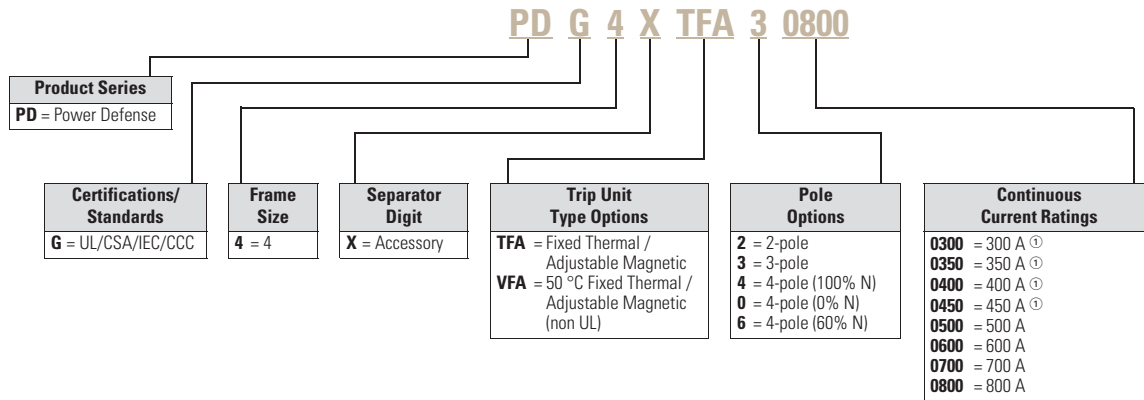 PD G 4 X TFA 3 0800
Product Series
PD = Power Defense
Certifications/
Standards
G = UL/CSA/IEC/CCC
Frame
Size
4 = 4
Separator
Digit
X = Accessory
Trip Unit
Type Options
TFA = Fixed Thermal /
Adjustable Magnetic
VFA = 50 °C Fixed Thermal /
Adjustable Magnetic
(non UL)
Pole
Options
2 = 2-pole
3 = 3-pole
4 = 4-pole (100% N)
0 = 4-pole (0% N)
6 = 4-pole (60% N)
Continuous
Current Ratings
0300 = 300 A ①
0350 = 350 A ①
0400 = 400 A ①
0450 = 450 A ①
0500 = 500 A
0600 = 600 A
0700 = 700 A
0800 = 800 A